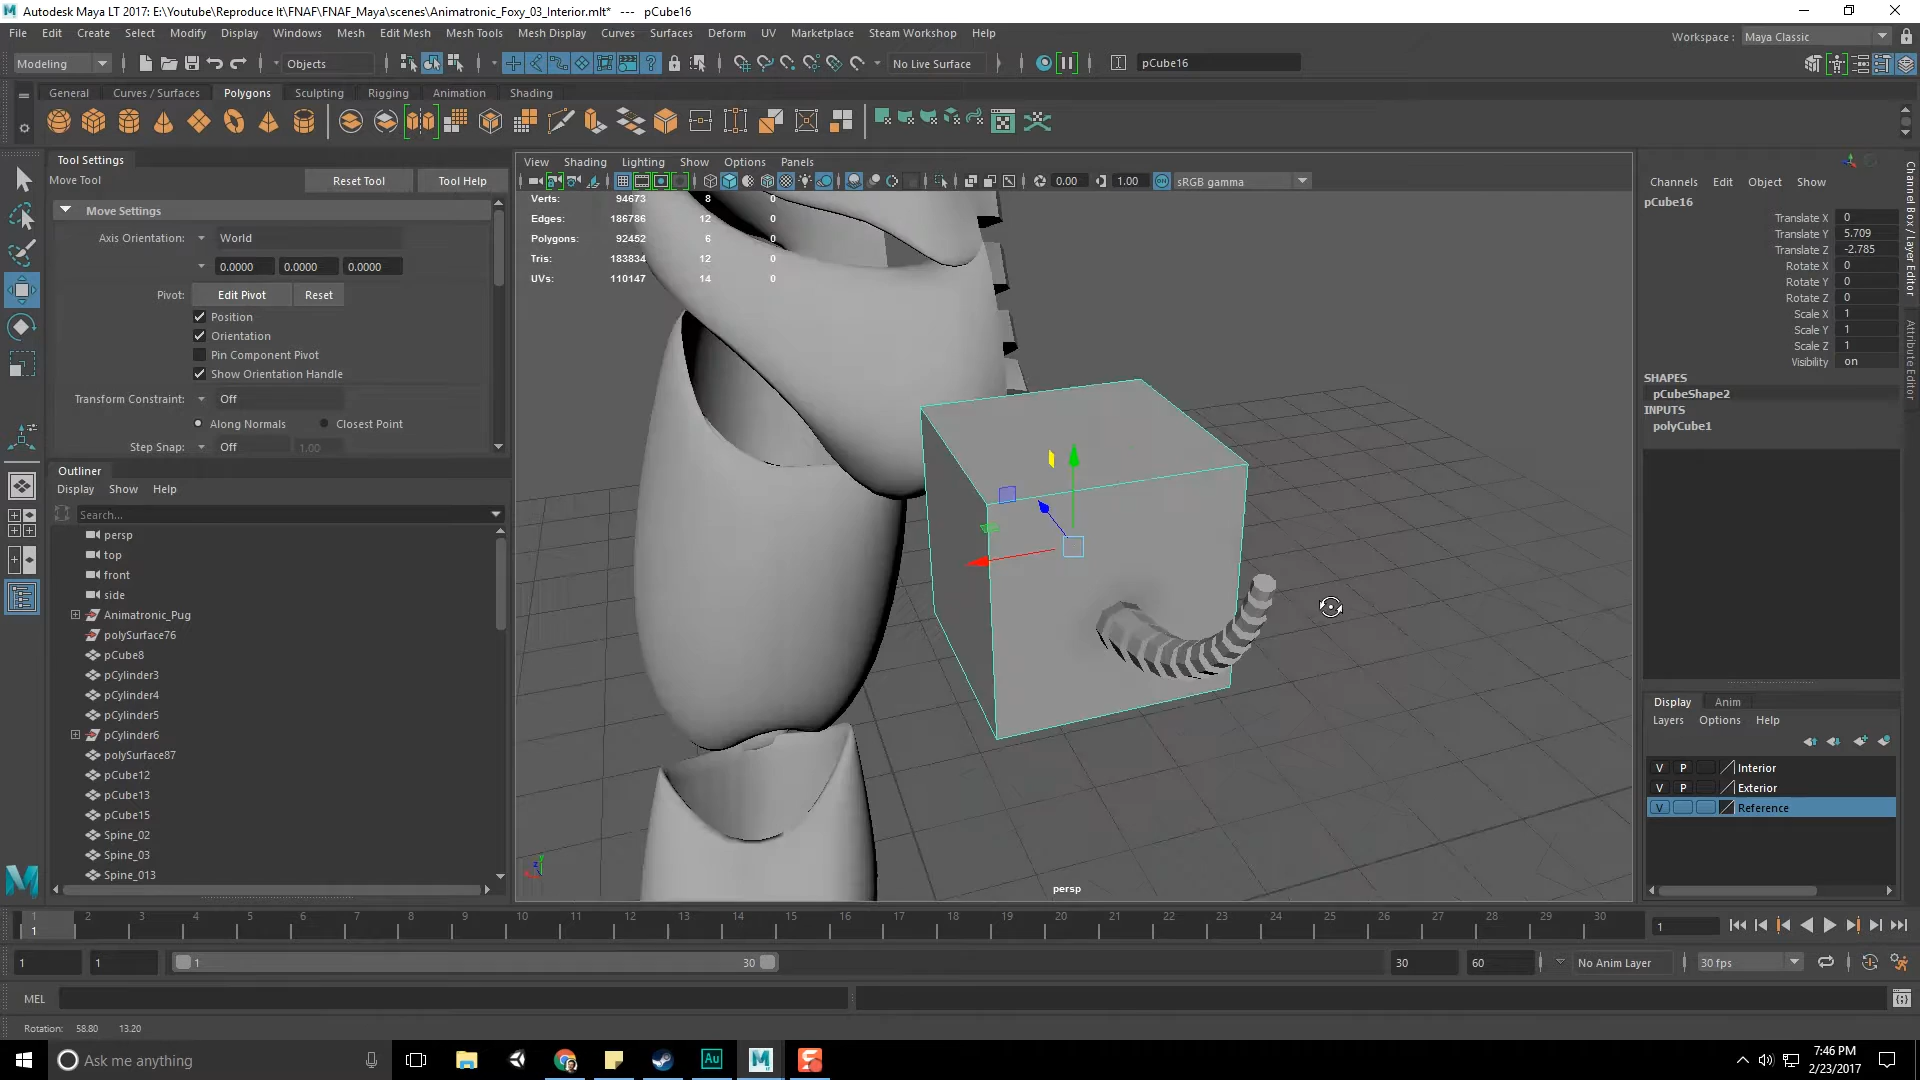 Autodesk Maya LT 2017: E:\Youtube\Reproduce It\FNAF\FNAF_Maya\scenes\Animatronic_Foxy_03_Interior.mlt* --- pCube16
File Edit Create Select Modify Display Windows Mesh Edit Mesh Mesh Tools Mesh Display Curves Surfaces Deform UV Marketplace Steam Workshop Help
Workspace : Maya Classic
Modeling Objects No Live Surface pCube16
General Curves / Surfaces Polygons Sculpting Rigging Animation Shading
Tool Settings
Move Tool Reset Tool Tool Help
Move Settings
Axis Orientation: World
0.0000 0.0000 0.0000
Pivot: Edit Pivot Reset
Position
Orientation
Pin Component Pivot
Show Orientation Handle
Transform Constraint: Off
Along Normals Closest Point
Step Snap: Off 1.00
Outliner
Display Show Help
Search...
persp
top
front
side
Animatronic_Pug
polySurface76
pCube8
pCylinder3
pCylinder4
pCylinder5
pCylinder6
polySurface87
pCube12
pCube13
pCube15
Spine_02
Spine_03
Spine_013
View Shading Lighting Show Options Panels
0.00 1.00 sRGB gamma
Verts: 94673 8 0
Edges: 186786 12 0
Polygons: 92452 6 0
Tris: 183834 12 0
UVs: 110147 14 0
persp
Channels Edit Object Show
pCube16
Translate X 0
Translate Y 5.709
Translate Z -2.785
Rotate X 0
Rotate Y 0
Rotate Z 0
Scale X 1
Scale Y 1
Scale Z 1
Visibility on
SHAPES
pCubeShape2
INPUTS
polyCube1
Channel Box / Layer Editor
Attribute Editor
Display Anim
Layers Options Help
V P Interior
V P Exterior
V Reference
1 2 3 4 5 6 7 8 9 10 11 12 13 14 15 16 17 18 19 20 21 22 23 24 25 26 27 28 29 30
1 1
1 1 1 30 30 60 No Anim Layer 30 fps
MEL
Rotation: 58.80 13.20
Ask me anything
7:46 PM
2/23/2017